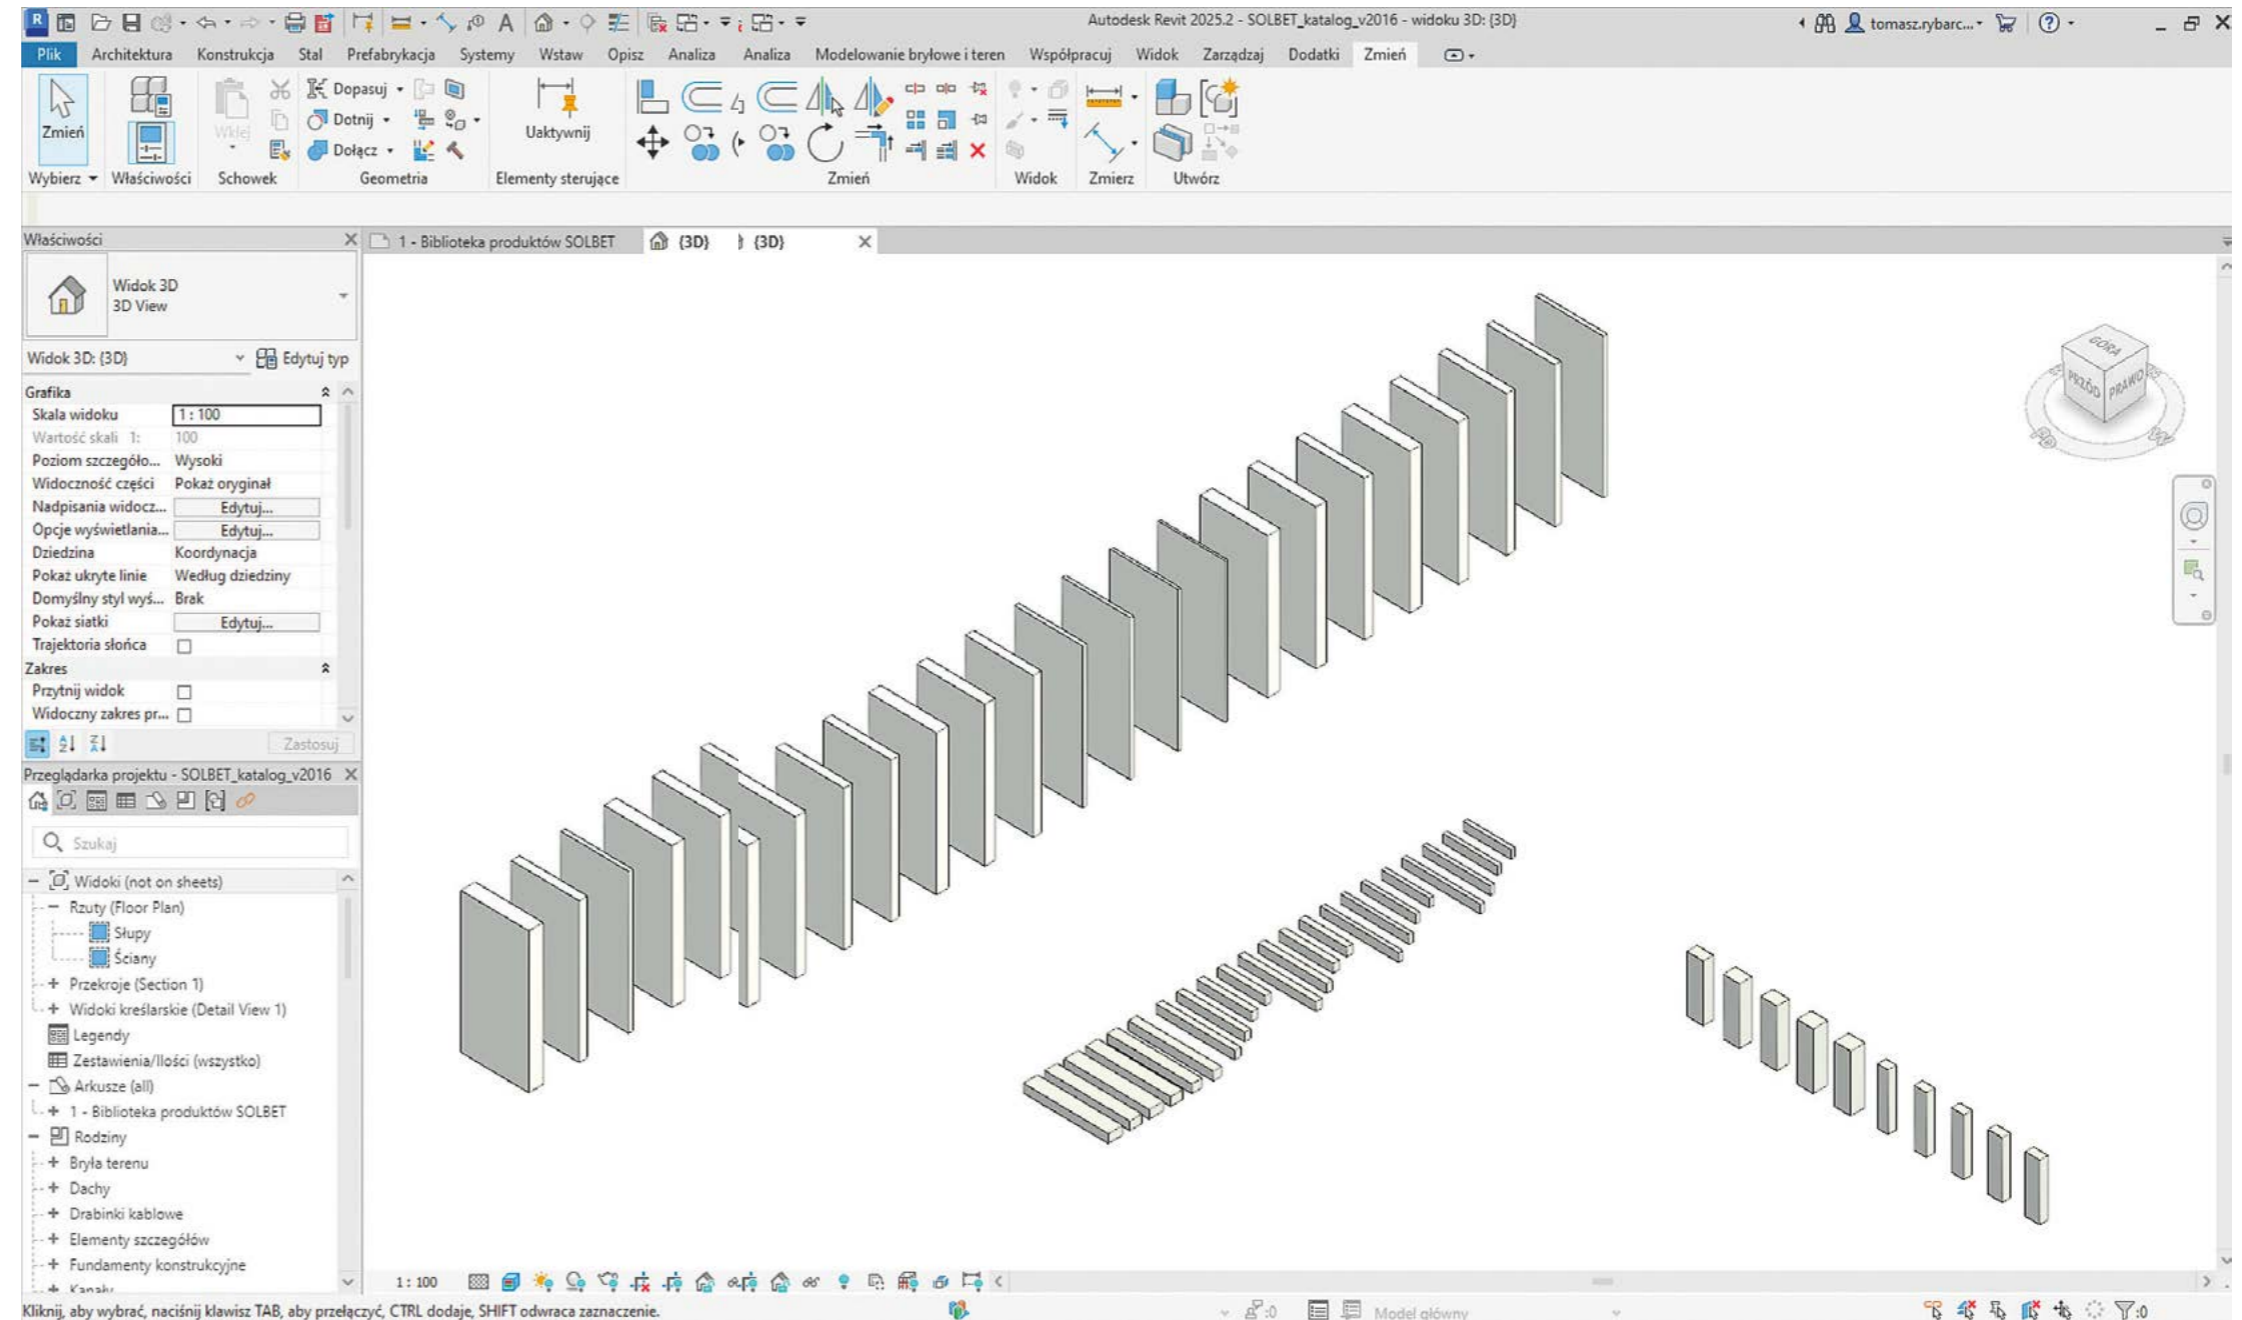 Autodesk Revit 2025.2 - SOLBET_katalog_v2016 - widoku 3D: {3D}
tomasz.rybarc...
Plik Architektura Konstrukcja Stal Prefabrykacja Systemy Wstaw Opisz Analiza Analiza Modelowanie bryłowe i teren Współpracuj Widok Zarządzaj Dodatki Zmień
Zmień
Wklej
Dopasuj
Dotnij
Dołącz
Uaktywnij
Wybierz Właściwości Schowek Geometria Elementy sterujące Zmień Widok Zmierz Utwórz
Właściwości
1 - Biblioteka produktów SOLBET {3D} {3D}
Widok 3D
3D View
Widok 3D: {3D} Edytuj typ
Grafika
Skala widoku 1 : 100
Wartość skali 1: 100
Poziom szczegóło... Wysoki
Widoczność części Pokaż oryginał
Nadpisania widocz... Edytuj...
Opcje wyświetlania... Edytuj...
Dziedzina Koordynacja
Pokaż ukryte linie Według dziedziny
Domyślny styl wyś... Brak
Pokaż siatki Edytuj...
Trajektoria słońca
Zakres
Przytnij widok
Widoczny zakres pr...
Zastosuj
Przeglądarka projektu - SOLBET_katalog_v2016
Szukaj
Widoki (not on sheets)
Rzuty (Floor Plan)
Słupy
Ściany
Przekroje (Section 1)
Widoki kreślarskie (Detail View 1)
Legendy
Zestawienia/Ilości (wszystko)
Arkusze (all)
1 - Biblioteka produktów SOLBET
Rodziny
Bryła terenu
Dachy
Drabinki kablowe
Elementy szczegółów
Fundamenty konstrukcyjne
Kanały
GÓRA
PRZÓD PRAWO
1 : 100
Kliknij, aby wybrać, naciśnij klawisz TAB, aby przełączyć, CTRL dodaje, SHIFT odwraca zaznaczenie.
:0 Model główny :0